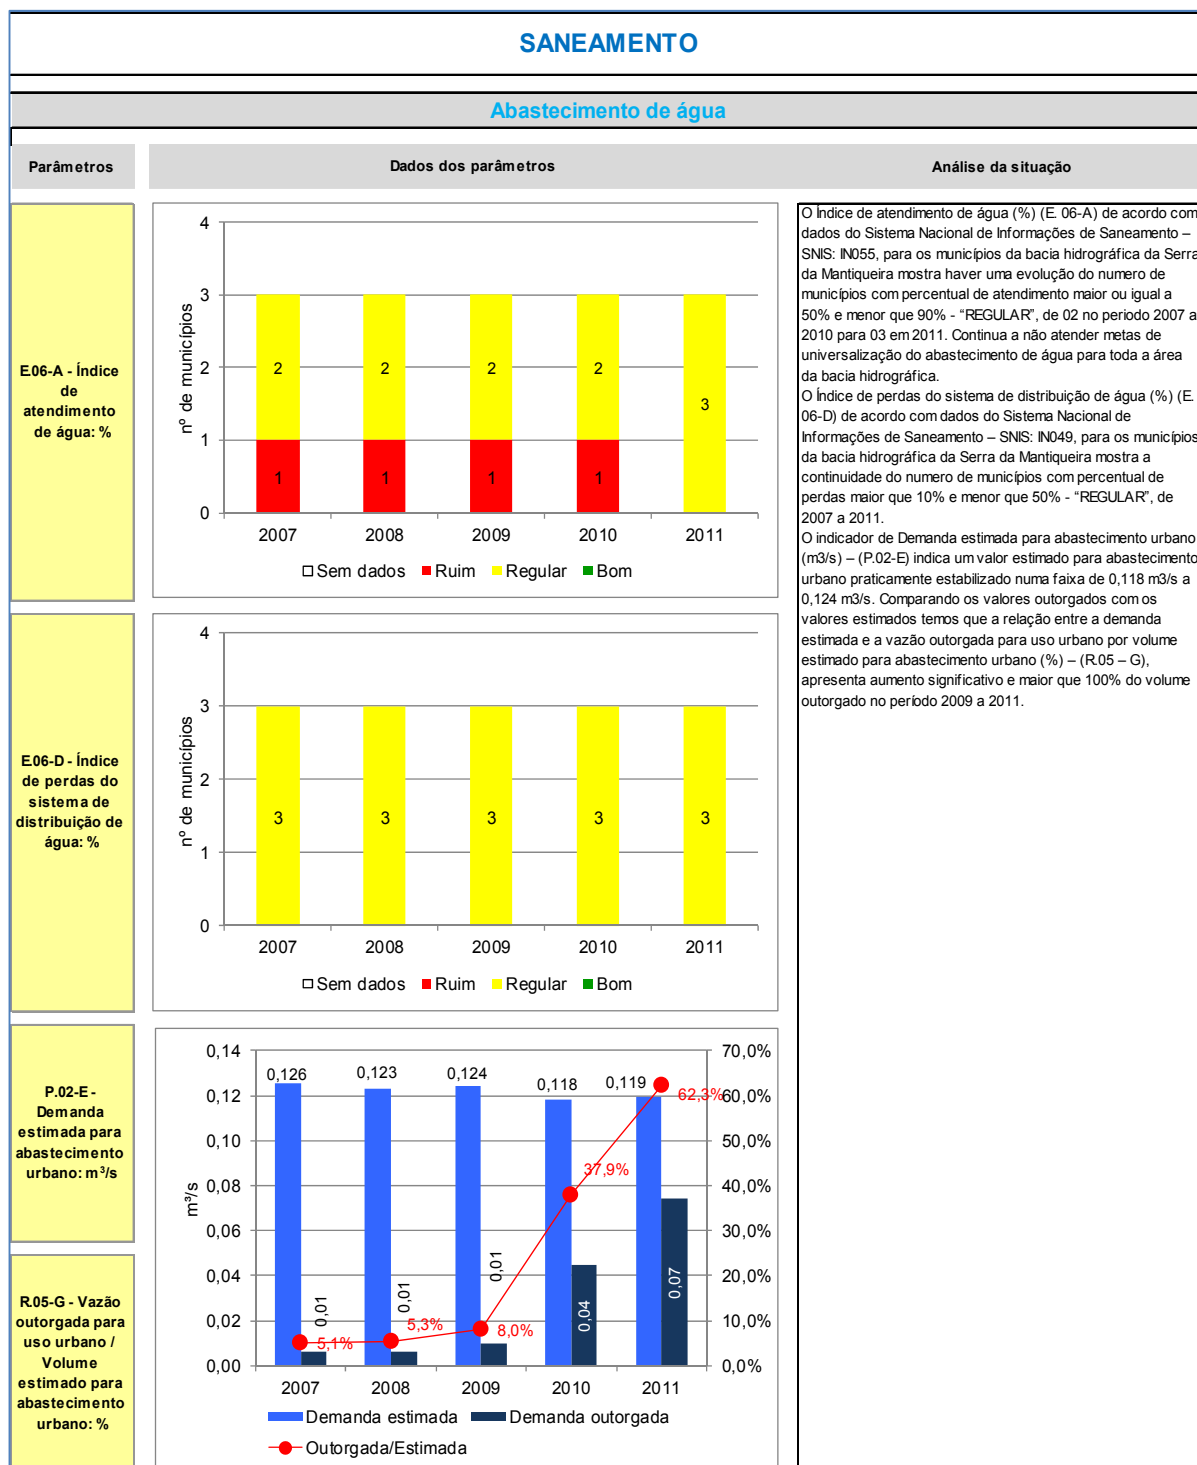 SANEAMENTO
Abastecimento de água
Parâmetros
Dados dos parâmetros
Análise da situação
E.06-A - Índice
de
atendimento
de água: %
4
3
2
1
0
nº de municípios
2
2
2
2
3
1
1
1
1
2007
2008
2009
2010
2011
Sem dados
Ruim
Regular
Bom
E.06-D - Índice
de perdas do
sistema de
distribuição de
água: %
4
3
2
1
0
nº de municípios
3
3
3
3
3
2007
2008
2009
2010
2011
Sem dados
Ruim
Regular
Bom
P.02-E -
Demanda
estimada para
abastecimento
urbano: m³/s
R.05-G - Vazão
outorgada para
uso urbano /
Volume
estimado para
abastecimento
urbano: %
0,14
0,12
0,10
0,08
0,06
0,04
0,02
0,00
m³/s
0,126
0,123
0,124
0,118
0,119
0,01
0,01
0,01
0,04
0,07
5,1%
5,3%
8,0%
37,9%
62,3%
70,0%
60,0%
50,0%
40,0%
30,0%
20,0%
10,0%
0,0%
2007
2008
2009
2010
2011
Demanda estimada
Demanda outorgada
Outorgada/Estimada
O Índice de atendimento de água (%) (E. 06-A) de acordo com
dados do Sistema Nacional de Informações de Saneamento –
SNIS: IN055, para os municípios da bacia hidrográfica da Serra
da Mantiqueira mostra haver uma evolução do numero de
municípios com percentual de atendimento maior ou igual a
50% e menor que 90% - “REGULAR”, de 02 no periodo 2007 a
2010 para 03 em 2011. Continua a não atender metas de
universalização do abastecimento de água para toda a área
da bacia hidrográfica.
O Índice de perdas do sistema de distribuição de água (%) (E.
06-D) de acordo com dados do Sistema Nacional de
Informações de Saneamento – SNIS: IN049, para os municípios
da bacia hidrográfica da Serra da Mantiqueira mostra a
continuidade do numero de municípios com percentual de
perdas maior que 10% e menor que 50% - “REGULAR”, de
2007 a 2011.
O indicador de Demanda estimada para abastecimento urbano
(m3/s) – (P.02-E) indica um valor estimado para abastecimento
urbano praticamente estabilizado numa faixa de 0,118 m3/s a
0,124 m3/s. Comparando os valores outorgados com os
valores estimados temos que a relação entre a demanda
estimada e a vazão outorgada para uso urbano por volume
estimado para abastecimento urbano (%) – (R.05 – G),
apresenta aumento significativo e maior que 100% do volume
outorgado no período 2009 a 2011.